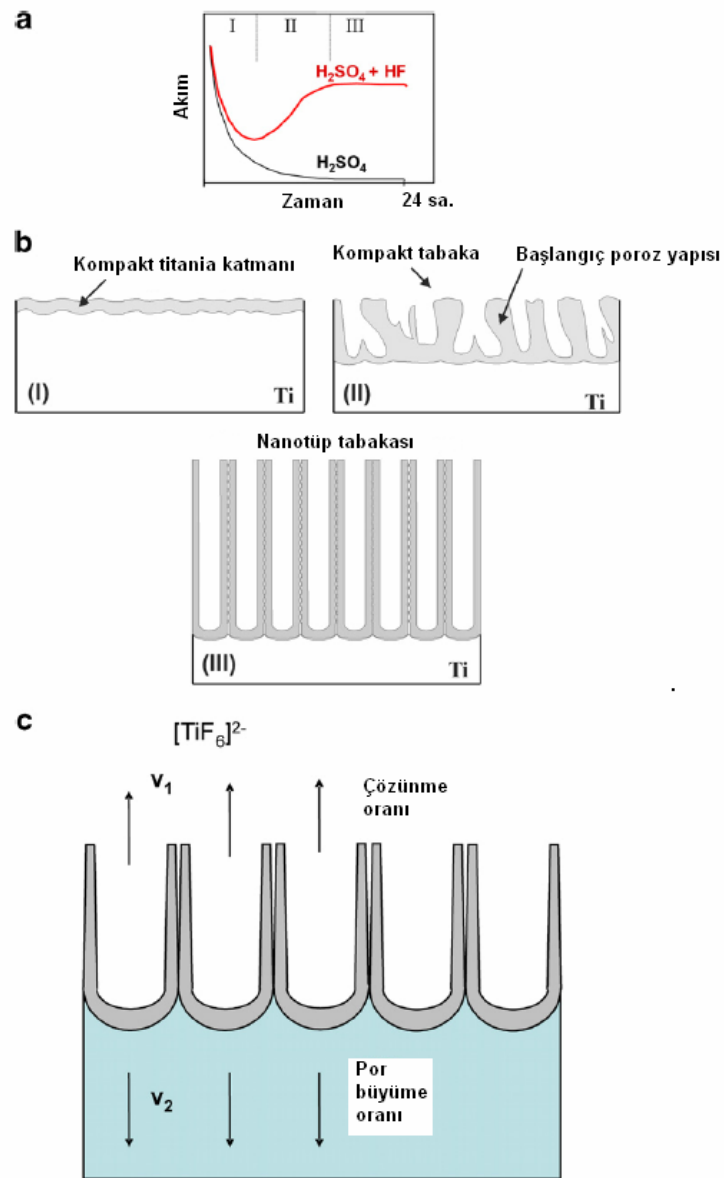 a
I II III
H₂SO₄ + HF
Akım
H₂SO₄
Zaman 24 sa.
b
Kompakt titania katmanı
Kompakt tabaka
Başlangıç poroz yapısı
(I) Ti
(II) Ti
Nanotüp tabakası
(III) Ti
.
c
[TiF₆]²⁻
v₁
Çözünme
oranı
v₂
Por
büyüme
oranı